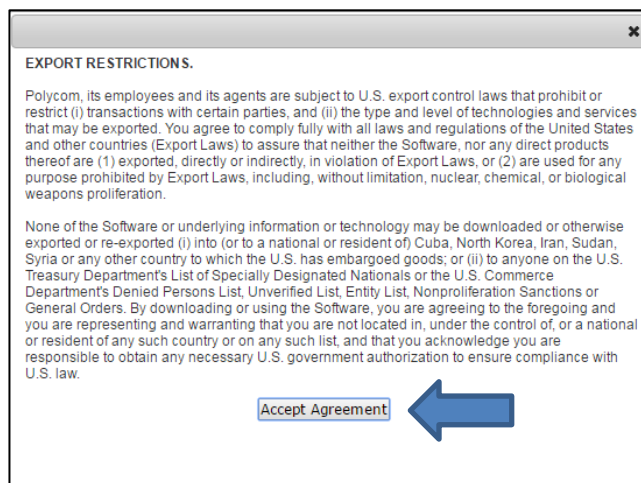 EXPORT RESTRICTIONS.
Polycom, its employees and its agents are subject to U.S. export control laws that prohibit or
restrict (i) transactions with certain parties, and (ii) the type and level of technologies and services
that may be exported. You agree to comply fully with all laws and regulations of the United States
and other countries (Export Laws) to assure that neither the Software, nor any direct products
thereof are (1) exported, directly or indirectly, in violation of Export Laws, or (2) are used for any
purpose prohibited by Export Laws, including, without limitation, nuclear, chemical, or biological
weapons proliferation.
None of the Software or underlying information or technology may be downloaded or otherwise
exported or re-exported (i) into (or to a national or resident of) Cuba, North Korea, Iran, Sudan,
Syria or any other country to which the U.S. has embargoed goods; or (ii) to anyone on the U.S.
Treasury Department's List of Specially Designated Nationals or the U.S. Commerce
Department's Denied Persons List, Unverified List, Entity List, Nonproliferation Sanctions or
General Orders. By downloading or using the Software, you are agreeing to the foregoing and
you are representing and warranting that you are not located in, under the control of, or a national
or resident of any such country or on any such list, and that you acknowledge you are
responsible to obtain any necessary U.S. government authorization to ensure compliance with
U.S. law.
Accept Agreement